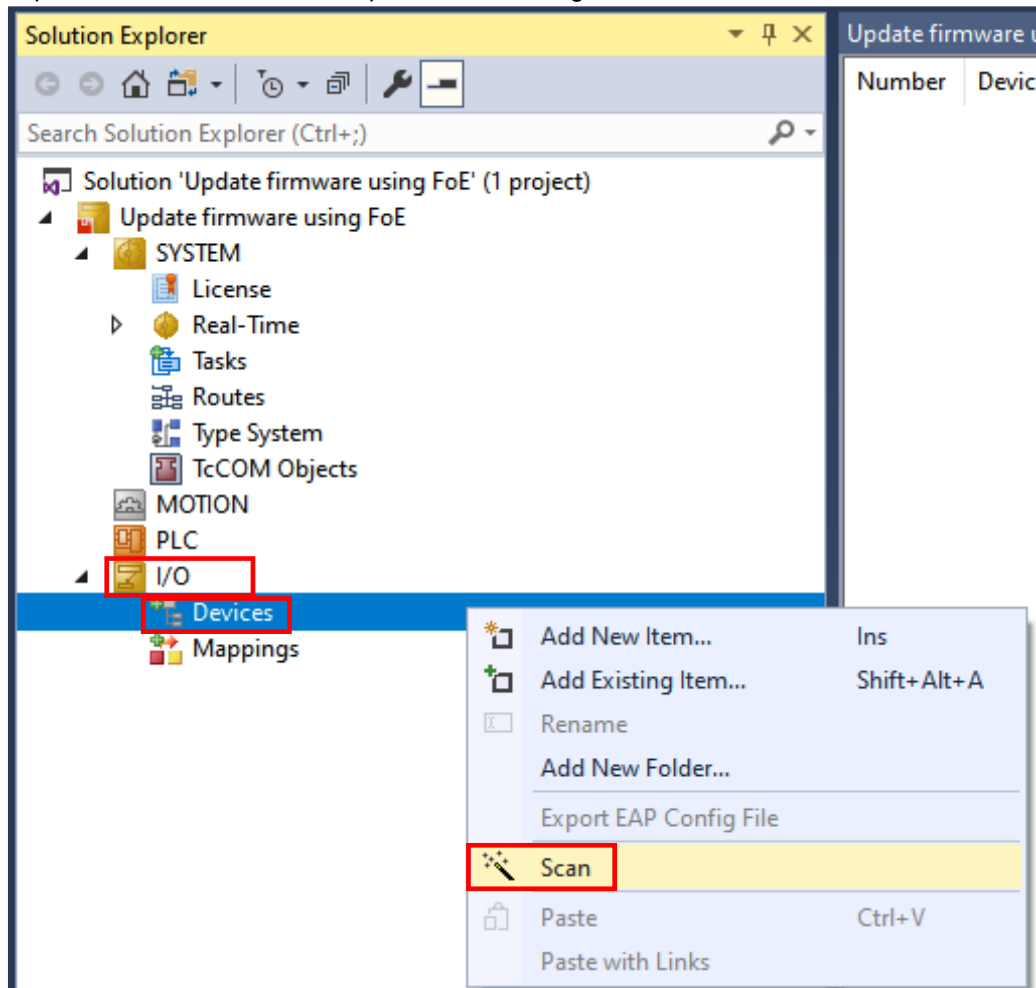 Solution Explorer
Update firmware u
Number Devic
Search Solution Explorer (Ctrl+;)
Solution 'Update firmware using FoE' (1 project)
Update firmware using FoE
SYSTEM
License
Real-Time
Tasks
Routes
Type System
TcCOM Objects
MOTION
PLC
I/O
Devices
Mappings
Add New Item... Ins
Add Existing Item... Shift+Alt+A
Rename
Add New Folder...
Export EAP Config File
Scan
Paste Ctrl+V
Paste with Links